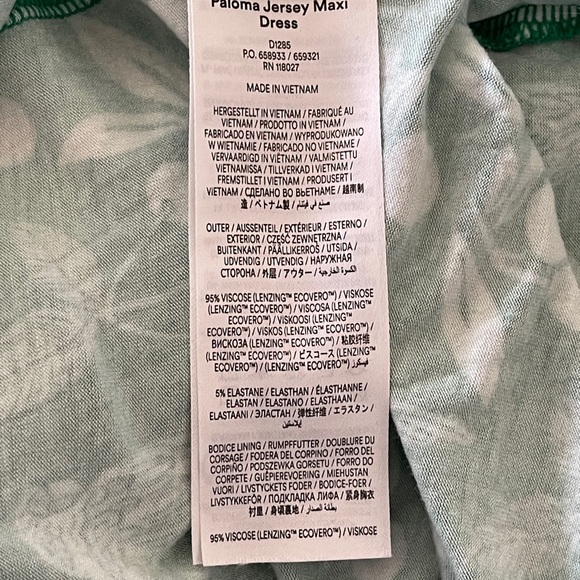 Paloma Jersey Maxi
Dress
D1285
P.O. 658933 / 659321
RN 118027
MADE IN VIETNAM
HERGESTELLT IN VIETNAM / FABRIQUÉ AU
VIETNAM / PRODOTTO IN VIETNAM /
FABRICADO EN VIETNAM / WYPRODUKOWANO
W WIETNAMIE / FABRICADO NO VIETNAME /
VERVAARDIGD IN VIËTNAM / VALMISTETTU
VIETNAMISSA / TILLVERKAD I VIETNAM /
FREMSTILLET I VIETNAM / PRODUSERT I
VIETNAM / СДЕЛАНО ВО ВЬЕТНАМЕ / 越南制
造 / ベトナム製 / صنع في فيتنام
OUTER / AUSSENTEIL / EXTÉRIEUR / ESTERNO /
EXTERIOR / CZĘŚĆ ZEWNĘTRZNA /
BUITENKANT / PÄÄLLIKERROS / UTSIDA /
UDVENDIG / UTVENDIG / НАРУЖНАЯ
СТОРОНА / 外层 / アウター / الكسوة الخارجية
95% VISCOSE (LENZING™ ECOVERO™) / VISKOSE
(LENZING™ ECOVERO™) / VISCOSA (LENZING™
ECOVERO™) / VISKOOSI (LENZING™
ECOVERO™) / VISKOS (LENZING™ ECOVERO™) /
ВИСКОЗА (LENZING™ ECOVERO™) / 粘胶纤维
(LENZING™ ECOVERO™) / ビスコース (LENZING™
ECOVERO™) / (LENZING™ ECOVERO™) فيسكوز
5% ELASTANE / ELASTHAN / ÉLASTHANNE /
ELASTAN / ELASTANO / ELASTHAAN /
ELASTAANI / ЭЛАСТАН / 弹性纤维 / エラスタン /
إيلاستين
BODICE LINING / RUMPFFUTTER / DOUBLURE DU
CORSAGE / FODERA DEL CORPINO / FORRO DEL
CORPIÑO / PODSZEWKA GORSETU / FORRO DO
CORPETE / GUÊPIEREVOERING / MIEHUSTAN
VUORI / LIVSTYCKETS FODER / BODICE-FOER /
LIVSTYKKEFÔR / ПОДКЛАДКА ЛИФА / 紧身胸衣
衬里 / 身頃裏地 / بطانة الصدار
95% VISCOSE (LENZING™ ECOVERO™) / VISKOSE